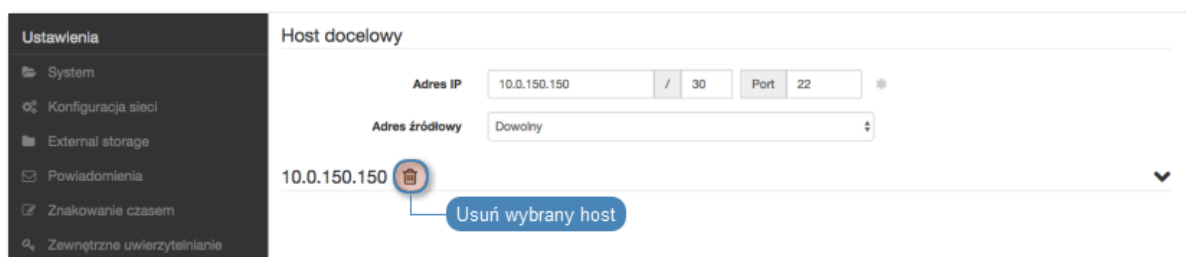 Ustawienia
System
Konfiguracja sieci
External storage
Powiadomienia
Znakowanie czasem
Zewnętrzne uwierzytelnianie
Host docelowy
Adres IP 10.0.150.150 / 30 Port 22
Adres źródłowy Dowolny
10.0.150.150
Usuń wybrany host